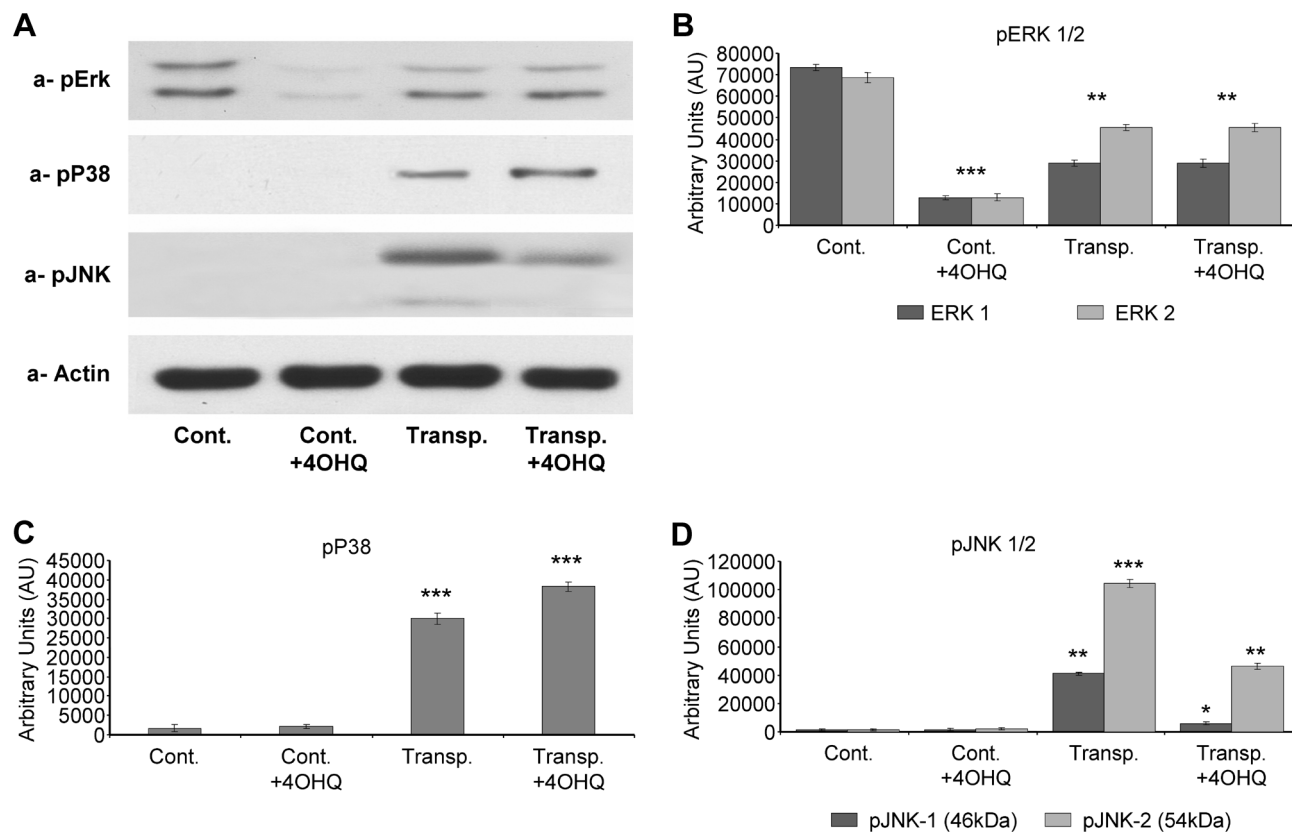 A
a- pErk
a- pP38
a- pJNK
a- Actin
Cont.
Cont.
+4OHQ
Transp.
Transp.
+4OHQ
B
pERK 1/2
Arbitrary Units (AU)
80000
70000
60000
50000
40000
30000
20000
10000
0
***
**
**
Cont.
Cont.
+4OHQ
Transp.
Transp.
+4OHQ
ERK 1
ERK 2
C
pP38
Arbitrary Units (AU)
45000
40000
35000
30000
25000
20000
15000
10000
5000
0
***
***
Cont.
Cont.
+4OHQ
Transp.
Transp.
+4OHQ
D
pJNK 1/2
Arbitrary Units (AU)
120000
100000
80000
60000
40000
20000
0
**
***
*
**
Cont.
Cont.
+4OHQ
Transp.
Transp.
+4OHQ
pJNK-1 (46kDa)
pJNK-2 (54kDa)